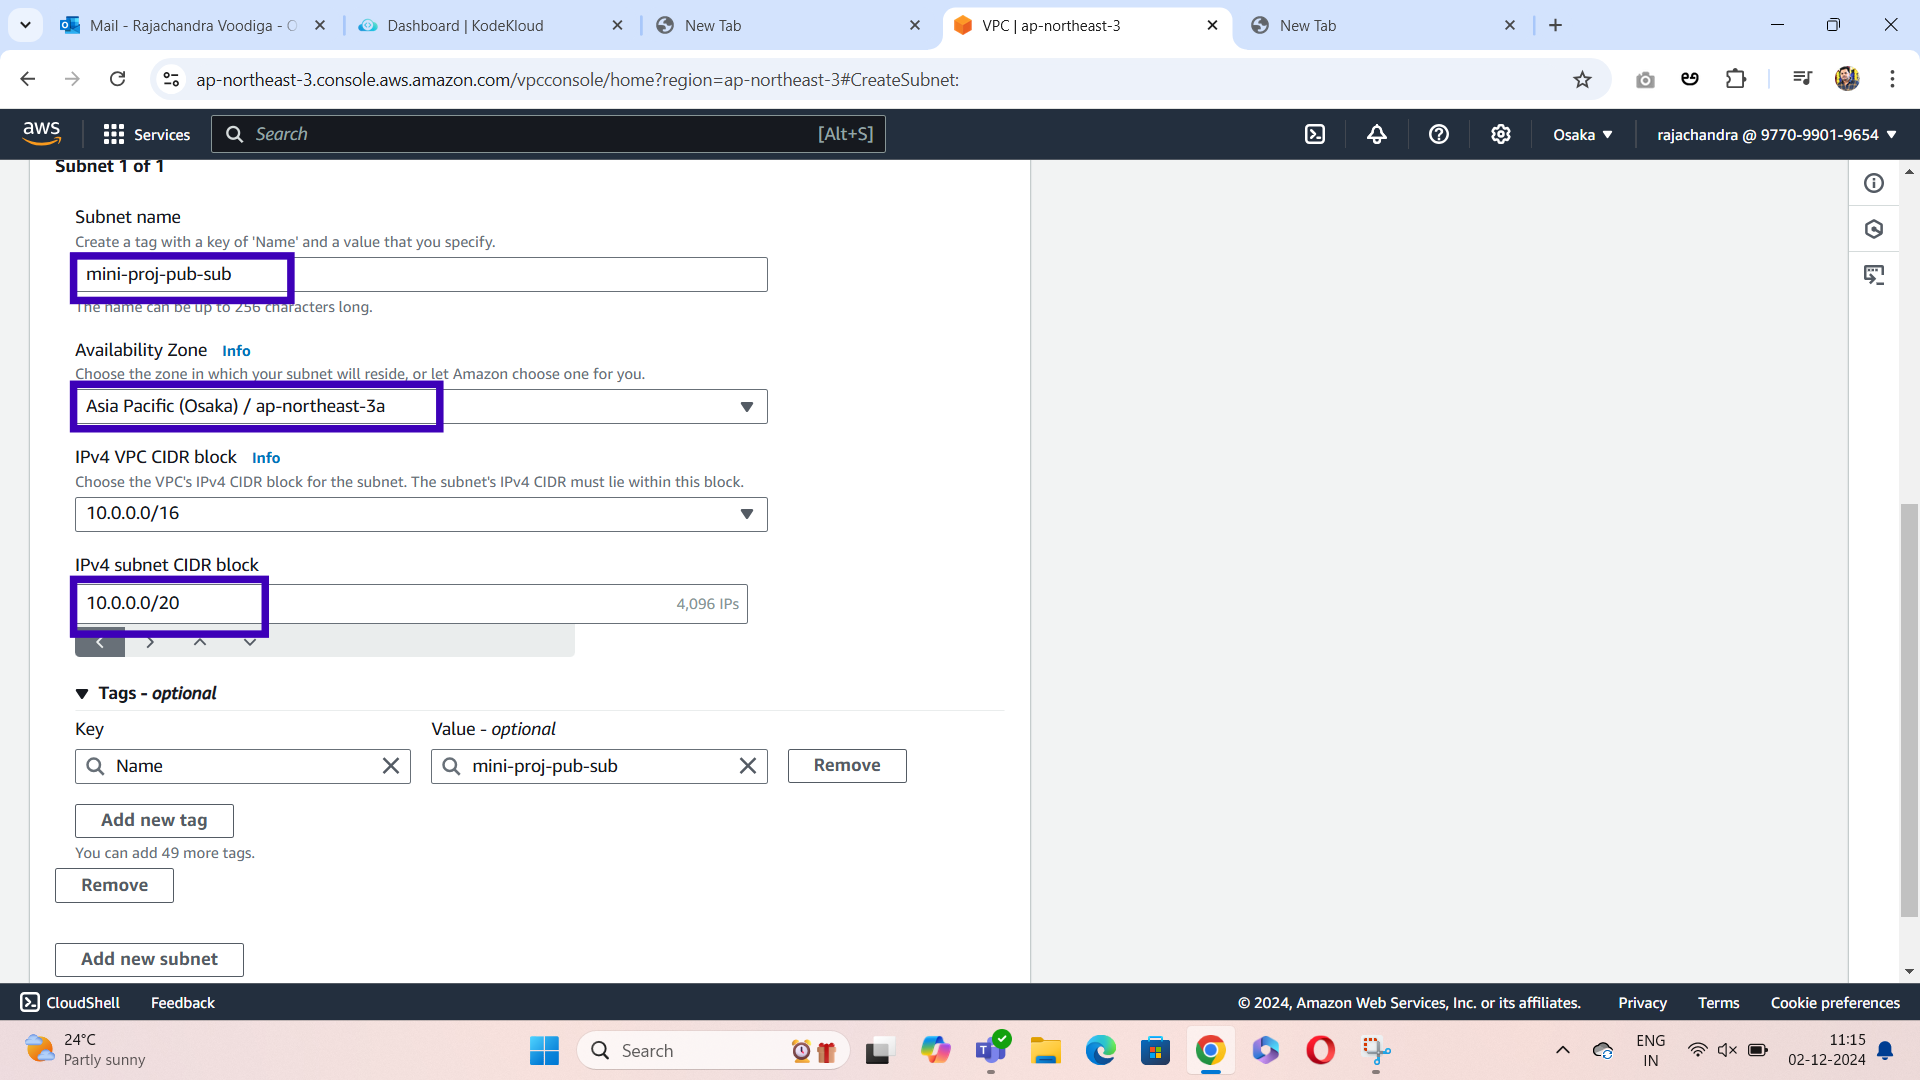 Mail - Rajachandra Voodiga - O
Dashboard | KodeKloud
New Tab
VPC | ap-northeast-3
New Tab
ap-northeast-3.console.aws.amazon.com/vpcconsole/home?region=ap-northeast-3#CreateSubnet:
aws
Services
Search
[Alt+S]
Osaka
rajachandra @ 9770-9901-9654
Subnet 1 of 1
Subnet name
Create a tag with a key of 'Name' and a value that you specify.
mini-proj-pub-sub
The name can be up to 256 characters long.
Availability Zone Info
Choose the zone in which your subnet will reside, or let Amazon choose one for you.
Asia Pacific (Osaka) / ap-northeast-3a
IPv4 VPC CIDR block Info
Choose the VPC's IPv4 CIDR block for the subnet. The subnet's IPv4 CIDR must lie within this block.
10.0.0.0/16
IPv4 subnet CIDR block
10.0.0.0/20
4,096 IPs
Tags - optional
Key
Value - optional
Name
mini-proj-pub-sub
Remove
Add new tag
You can add 49 more tags.
Remove
Add new subnet
CloudShell
Feedback
© 2024, Amazon Web Services, Inc. or its affiliates.
Privacy
Terms
Cookie preferences
24°C
Partly sunny
Search
ENG
IN
11:15
02-12-2024